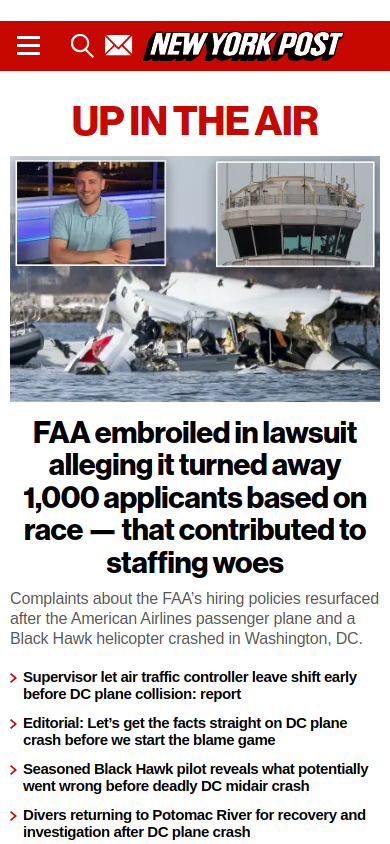 NEW YORK POST
UP IN THE AIR
FAA embroiled in lawsuit
alleging it turned away
1,000 applicants based on
race — that contributed to
staffing woes
Complaints about the FAA’s hiring policies resurfaced
after the American Airlines passenger plane and a
Black Hawk helicopter crashed in Washington, DC.
Supervisor let air traffic controller leave shift early
before DC plane collision: report
Editorial: Let’s get the facts straight on DC plane
crash before we start the blame game
Seasoned Black Hawk pilot reveals what potentially
went wrong before deadly DC midair crash
Divers returning to Potomac River for recovery and
investigation after DC plane crash